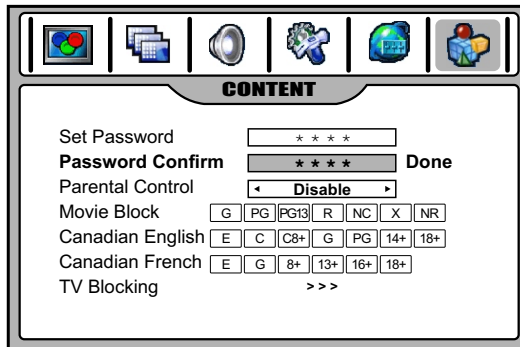 CONTENT
Set Password * * * *
Password Confirm * * * * Done
Parental Control ◂ Disable ▸
Movie Block G PG PG13 R NC X NR
Canadian English E C C8+ G PG 14+ 18+
Canadian French E G 8+ 13+ 16+ 18+
TV Blocking >>>